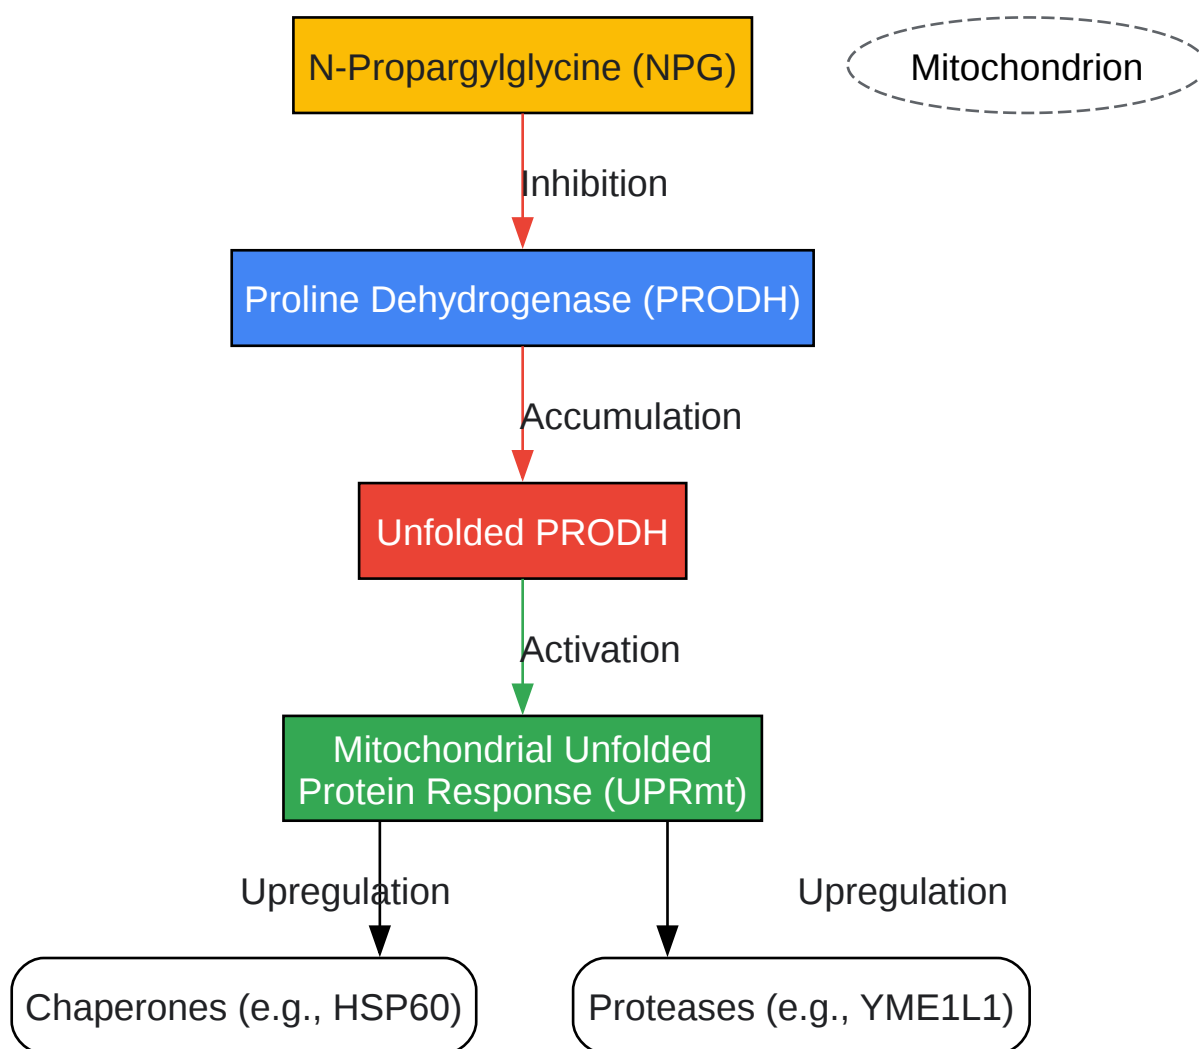 N-Propargylglycine (NPG)
Mitochondrion
Inhibition
Proline Dehydrogenase (PRODH)
Accumulation
Unfolded PRODH
Activation
Mitochondrial Unfolded
Protein Response (UPRmt)
Upregulation
Upregulation
Chaperones (e.g., HSP60)
Proteases (e.g., YME1L1)